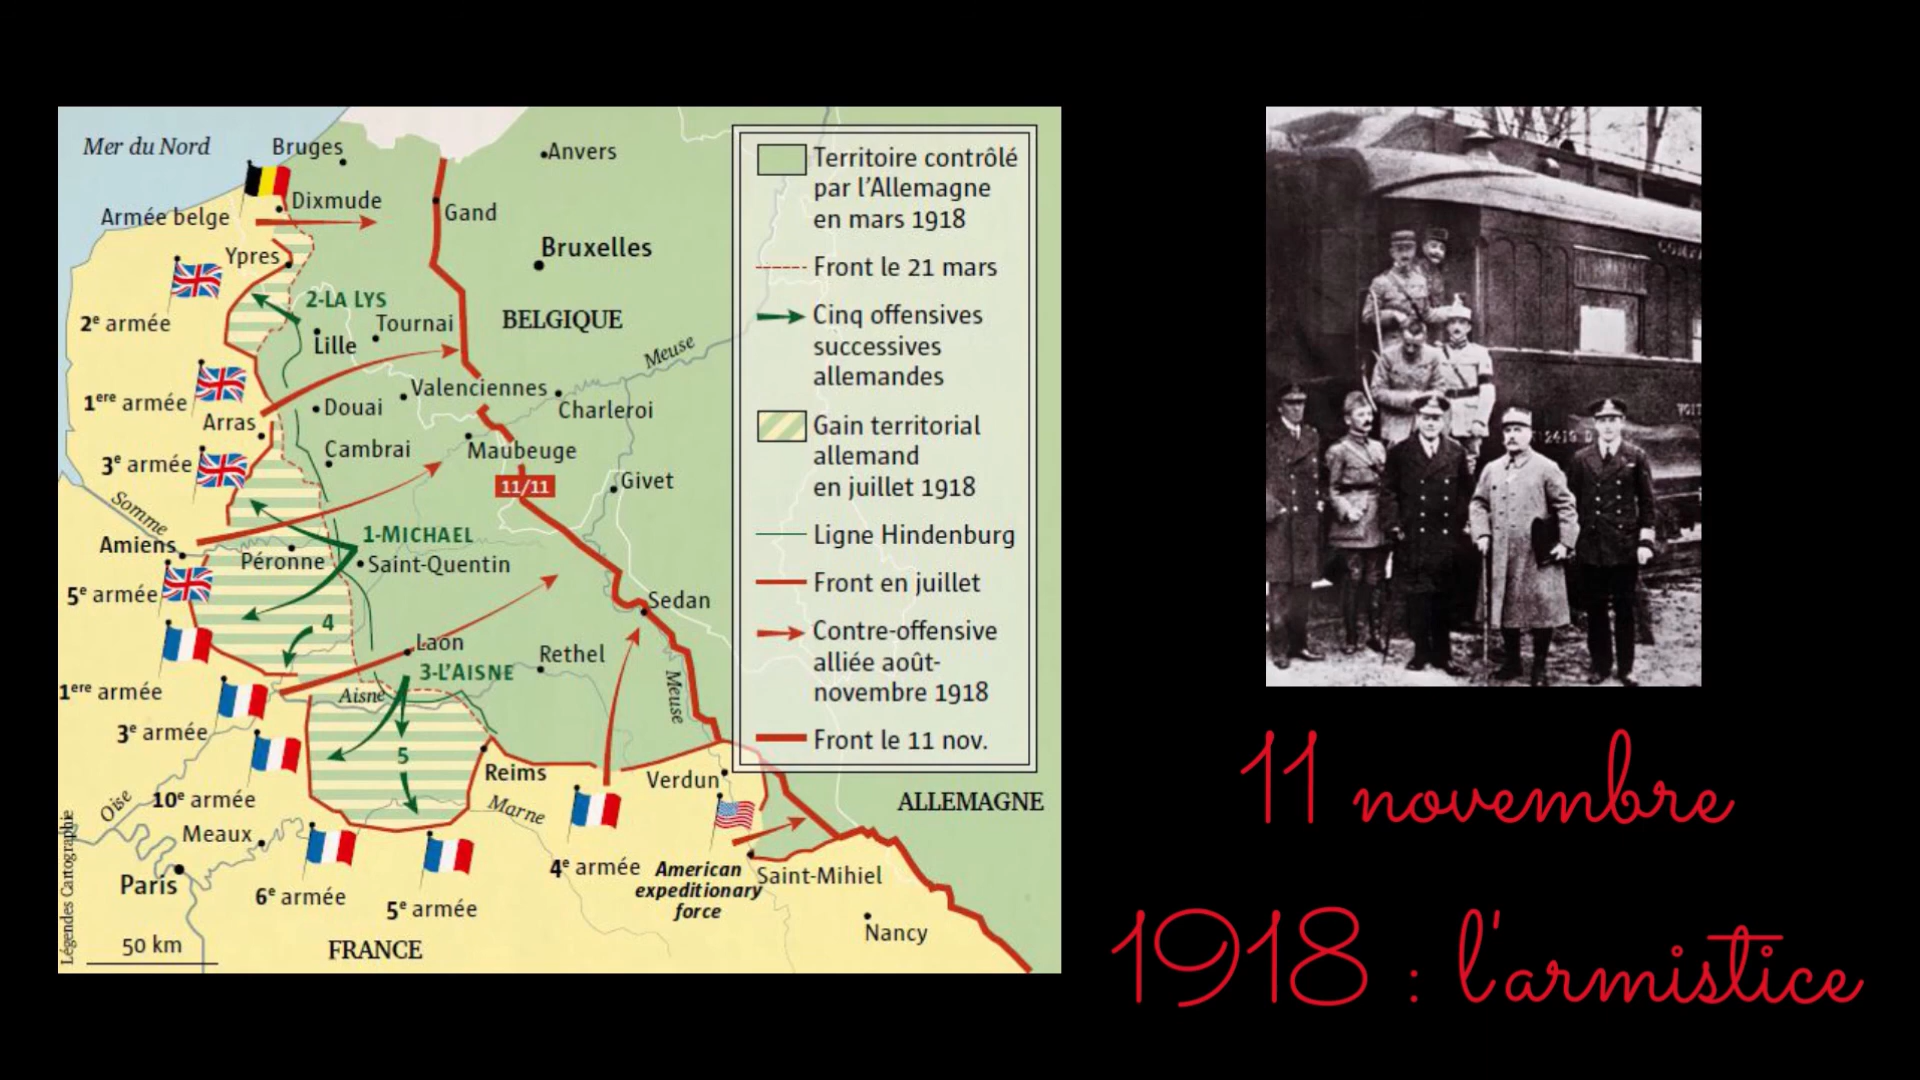 Mer du Nord
Bruges
Anvers
Dixmude
Armée belge
Gand
Ypres
Bruxelles
2-LA LYS
2e armée
Tournai
BELGIQUE
Lille
Meuse
Valenciennes
1ere armée
Douai
Charleroi
Arras
Cambrai
Maubeuge
3e armée
11/11
Givet
Somme
Amiens
1-MICHAEL
Péronne
Saint-Quentin
5e armée
Sedan
4
Laon
Rethel
3-L'AISNE
1ere armée
Aisne
Meuse
3e armée
5
Reims
Verdun
10e armée
Oise
Marne
Meaux
ALLEMAGNE
4e armée
American
expeditionary
force
Saint-Mihiel
Paris
6e armée
5e armée
Nancy
50 km
FRANCE
Légendes Cartographie
Territoire contrôlé
par l'Allemagne
en mars 1918
Front le 21 mars
Cinq offensives
successives
allemandes
Gain territorial
allemand
en juillet 1918
Ligne Hindenburg
Front en juillet
Contre-offensive
alliée août-
novembre 1918
Front le 11 nov.
2419 D
11 novembre
1918 : l'armistice